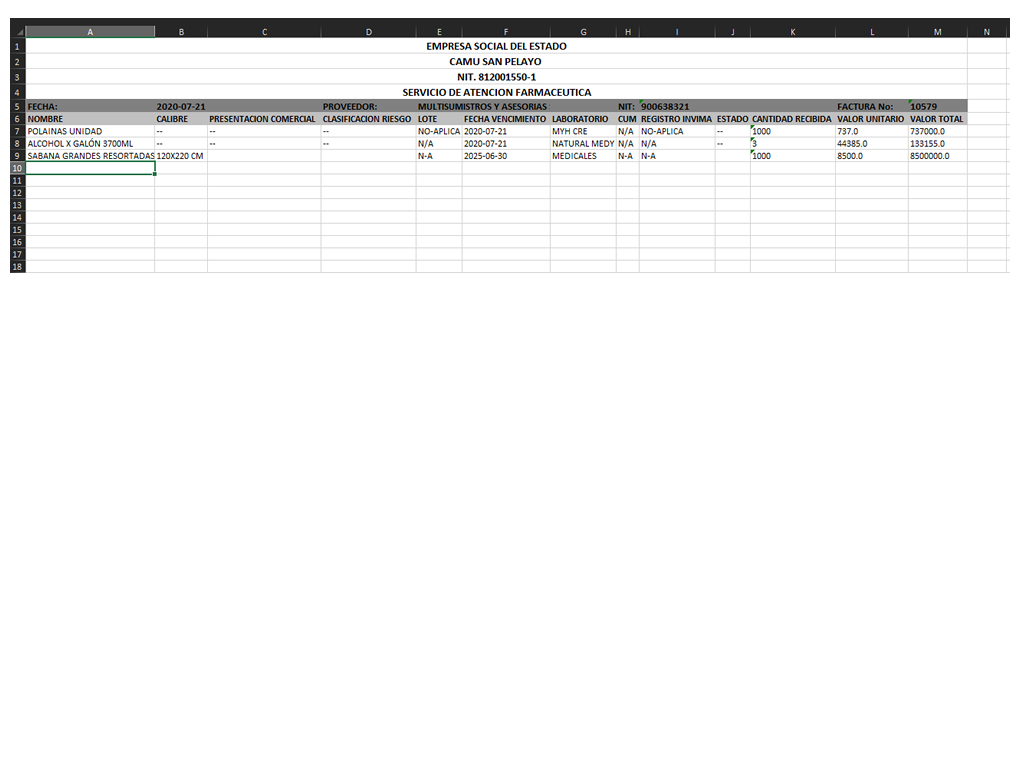 A B C D E F G H I J K L M N
1 EMPRESA SOCIAL DEL ESTADO
2 CAMU SAN PELAYO
3 NIT. 812001550-1
4 SERVICIO DE ATENCION FARMACEUTICA
5 FECHA: 2020-07-21 PROVEEDOR: MULTISUMISTROS Y ASESORIAS NIT: 900638321 FACTURA No: 10579
6 NOMBRE CALIBRE PRESENTACION COMERCIAL CLASIFICACION RIESGO LOTE FECHA VENCIMIENTO LABORATORIO CUM REGISTRO INVIMA ESTADO CANTIDAD RECIBIDA VALOR UNITARIO VALOR TOTAL
7 POLAINAS UNIDAD -- -- -- NO-APLICA 2020-07-21 MYH CRE N/A NO-APLICA -- 1000 737.0 737000.0
8 ALCOHOL X GALÓN 3700ML -- -- -- N/A 2020-07-21 NATURAL MEDY N/A N/A -- 3 44385.0 133155.0
9 SABANA GRANDES RESORTADAS 120X220 CM N-A 2025-06-30 MEDICALES N-A N-A 1000 8500.0 8500000.0
10
11
12
13
14
15
16
17
18